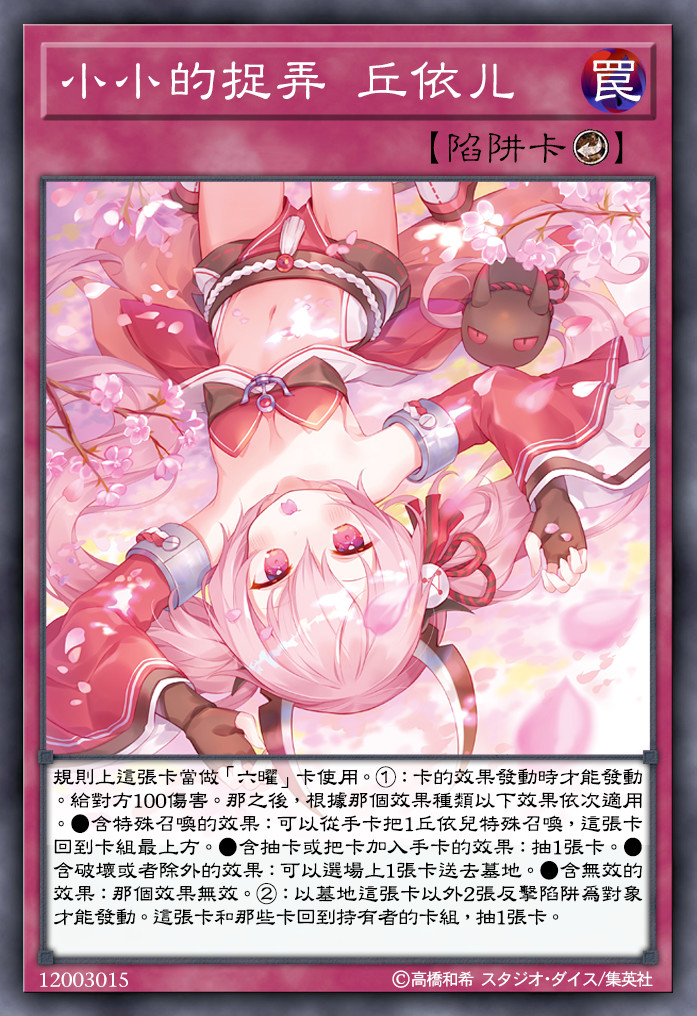 小小的捉弄 丘依儿
罠
【陷阱卡】
規則上這張卡當做「六曜」卡使用。①：卡的效果發動時才能發動
。給對方100傷害。那之後，根據那個效果種類以下效果依次適用
。●含特殊召喚的效果：可以從手卡把1丘依兒特殊召喚，這張卡
回到卡組最上方。●含抽卡或把卡加入手卡的效果：抽1張卡。●
含破壞或者除外的效果：可以選場上1張卡送去墓地。●含無效的
效果：那個效果無效。②：以墓地這張卡以外2張反擊陷阱爲對象
才能發動。這張卡和那些卡回到持有者的卡組，抽1張卡。
12003015
©高橋和希 スタジオ・ダイス/集英社